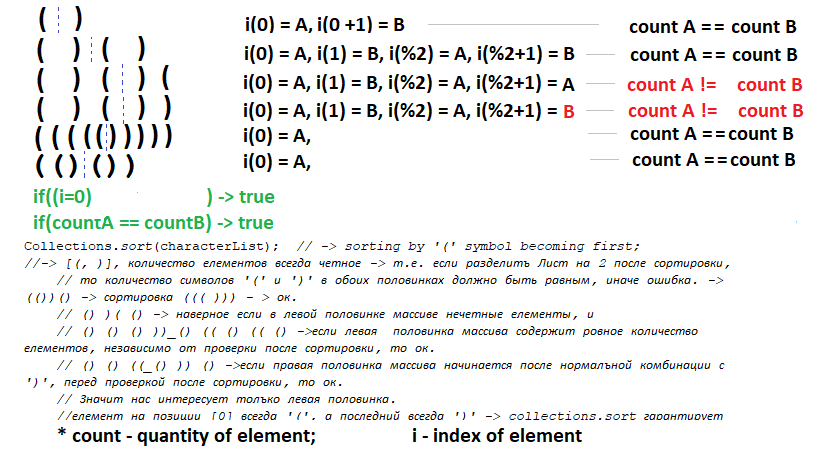 ( ) i(0) = A, i(0 +1) = B count A == count B
( ) ( ) i(0) = A, i(1) = B, i(%2) = A, i(%2+1) = B count A == count B
( ) ( ) ( i(0) = A, i(1) = B, i(%2) = A, i(%2+1) = A count A != count B
( ) ( ) ) i(0) = A, i(1) = B, i(%2) = A, i(%2+1) = B count A != count B
(((((( ))))) i(0) = A, count A == count B
(( ) ( ) ) i(0) = A, count A == count B
if((i=0) ) -> true
if(countA == countB) -> true
Collections.sort(characterList); // -> sorting by '(' symbol becoming first;
//-> [(, )], количество елементов всегда четное -> т.е. если разделить Лист на 2 после сортировки,
// то количество символов '(' и ')' в обоих половинках должно быть равным, иначе ошибка. ->
(())() -> сортировка ((( ))) - > ок.
// () )( () -> наверное если в левой половинке массиве нечетные елементы, и
// () () () ))_() (( () (( () ->если левая половинка массива содержит ровное количество
елементов, независимо от проверки после сортировки, то ок.
// () () ((_() )) () ->если правая половинка массива начинается после нормалъной комбинации с
')', перед проверкой после сортировки, то ок.
// Значит нас интересует толъко левая половинка.
//елемент на позиции [0] всегда '(', а последний всегда ')' -> collections.sort гарантирует
* count - quantity of element; i - index of element